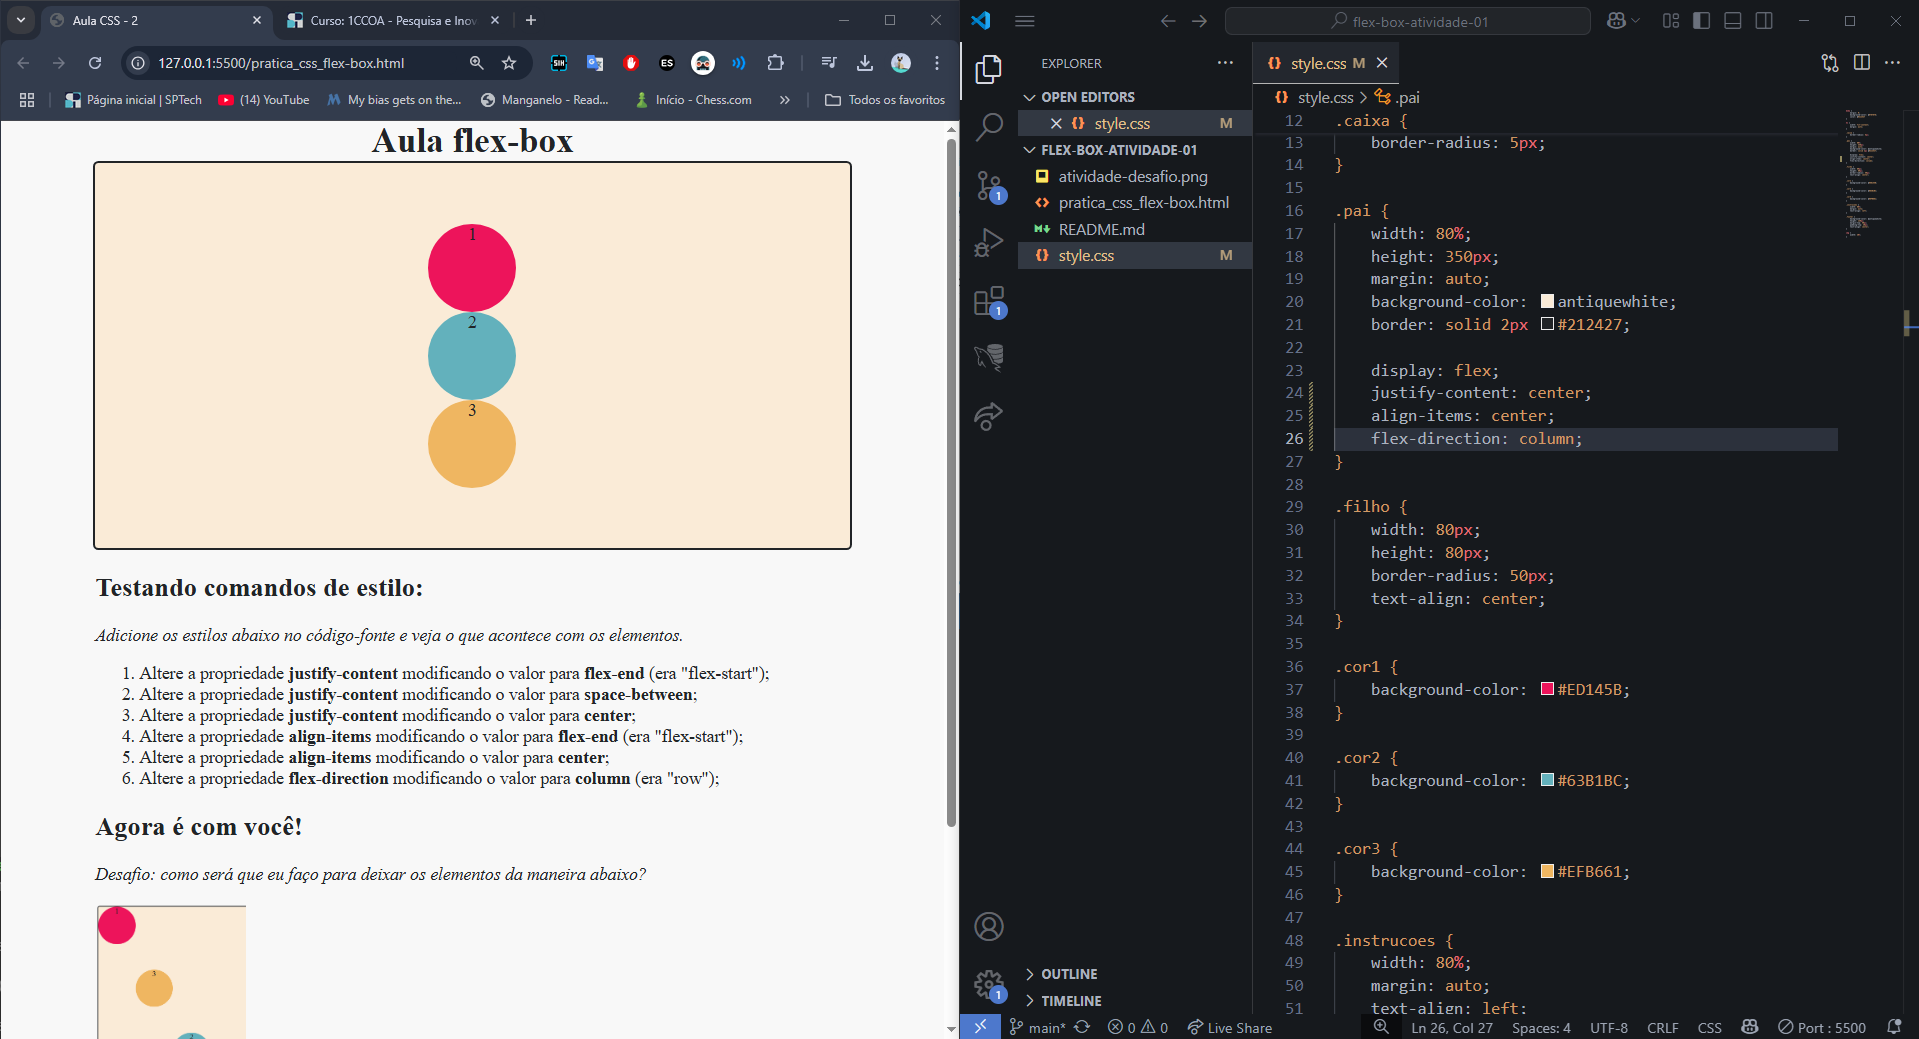 Aula CSS - 2
Curso: 1CCOA - Pesquisa e Inov
127.0.0.1:5500/pratica_css_flex-box.html
Página inicial | SPTech
(14) YouTube
My bias gets on the...
Manganelo - Read...
Início - Chess.com
Todos os favoritos
Aula flex-box
1
2
3
Testando comandos de estilo:
Adicione os estilos abaixo no código-fonte e veja o que acontece com os elementos.
1. Altere a propriedade justify-content modificando o valor para flex-end (era "flex-start");
2. Altere a propriedade justify-content modificando o valor para space-between;
3. Altere a propriedade justify-content modificando o valor para center;
4. Altere a propriedade align-items modificando o valor para flex-end (era "flex-start");
5. Altere a propriedade align-items modificando o valor para center;
6. Altere a propriedade flex-direction modificando o valor para column (era "row");
Agora é com você!
Desafio: como será que eu faço para deixar os elementos da maneira abaixo?
3
2
flex-box-atividade-01
EXPLORER
OPEN EDITORS
style.css M
FLEX-BOX-ATIVIDADE-01
atividade-desafio.png
pratica_css_flex-box.html
README.md
style.css M
OUTLINE
TIMELINE
style.css M
style.css > .pai
12 .caixa {
13 border-radius: 5px;
14 }
15
16 .pai {
17 width: 80%;
18 height: 350px;
19 margin: auto;
20 background-color: antiquewhite;
21 border: solid 2px #212427;
22
23 display: flex;
24 justify-content: center;
25 align-items: center;
26 flex-direction: column;
27 }
28
29 .filho {
30 width: 80px;
31 height: 80px;
32 border-radius: 50px;
33 text-align: center;
34 }
35
36 .cor1 {
37 background-color: #ED145B;
38 }
39
40 .cor2 {
41 background-color: #63B1BC;
42 }
43
44 .cor3 {
45 background-color: #EFB661;
46 }
47
48 .instrucoes {
49 width: 80%;
50 margin: auto;
51 text-align: left;
1
1
1
main*
0 0
Live Share
Ln 26, Col 27
Spaces: 4
UTF-8
CRLF
CSS
Port : 5500
SIH
ES